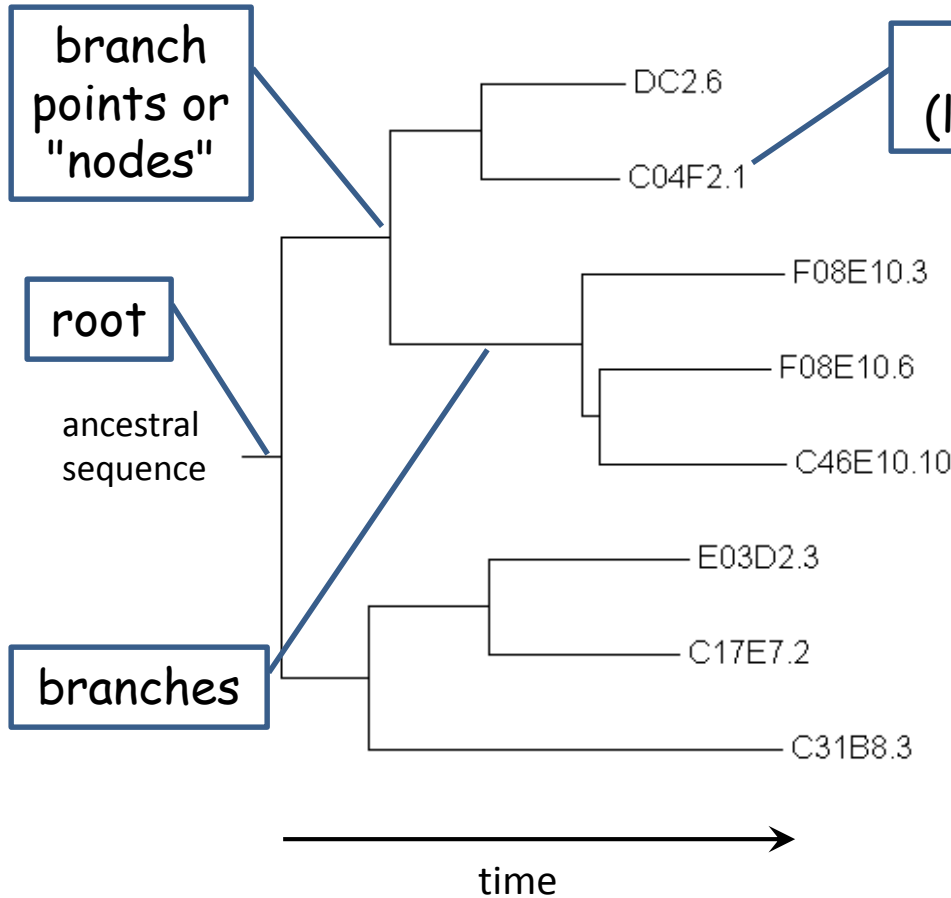 branch
points or
"nodes"
DC2.6
C04F2.1
F08E10.3
root
F08E10.6
ancestral
sequence
C46E10.10
E03D2.3
branches
C17E7.2
C31B8.3
time